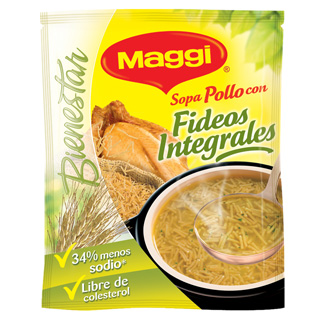 Maggi®
Sopa Pollo con
Fideos
Integrales
Bienestar
34% menos
sodio*
Libre de
colesterol